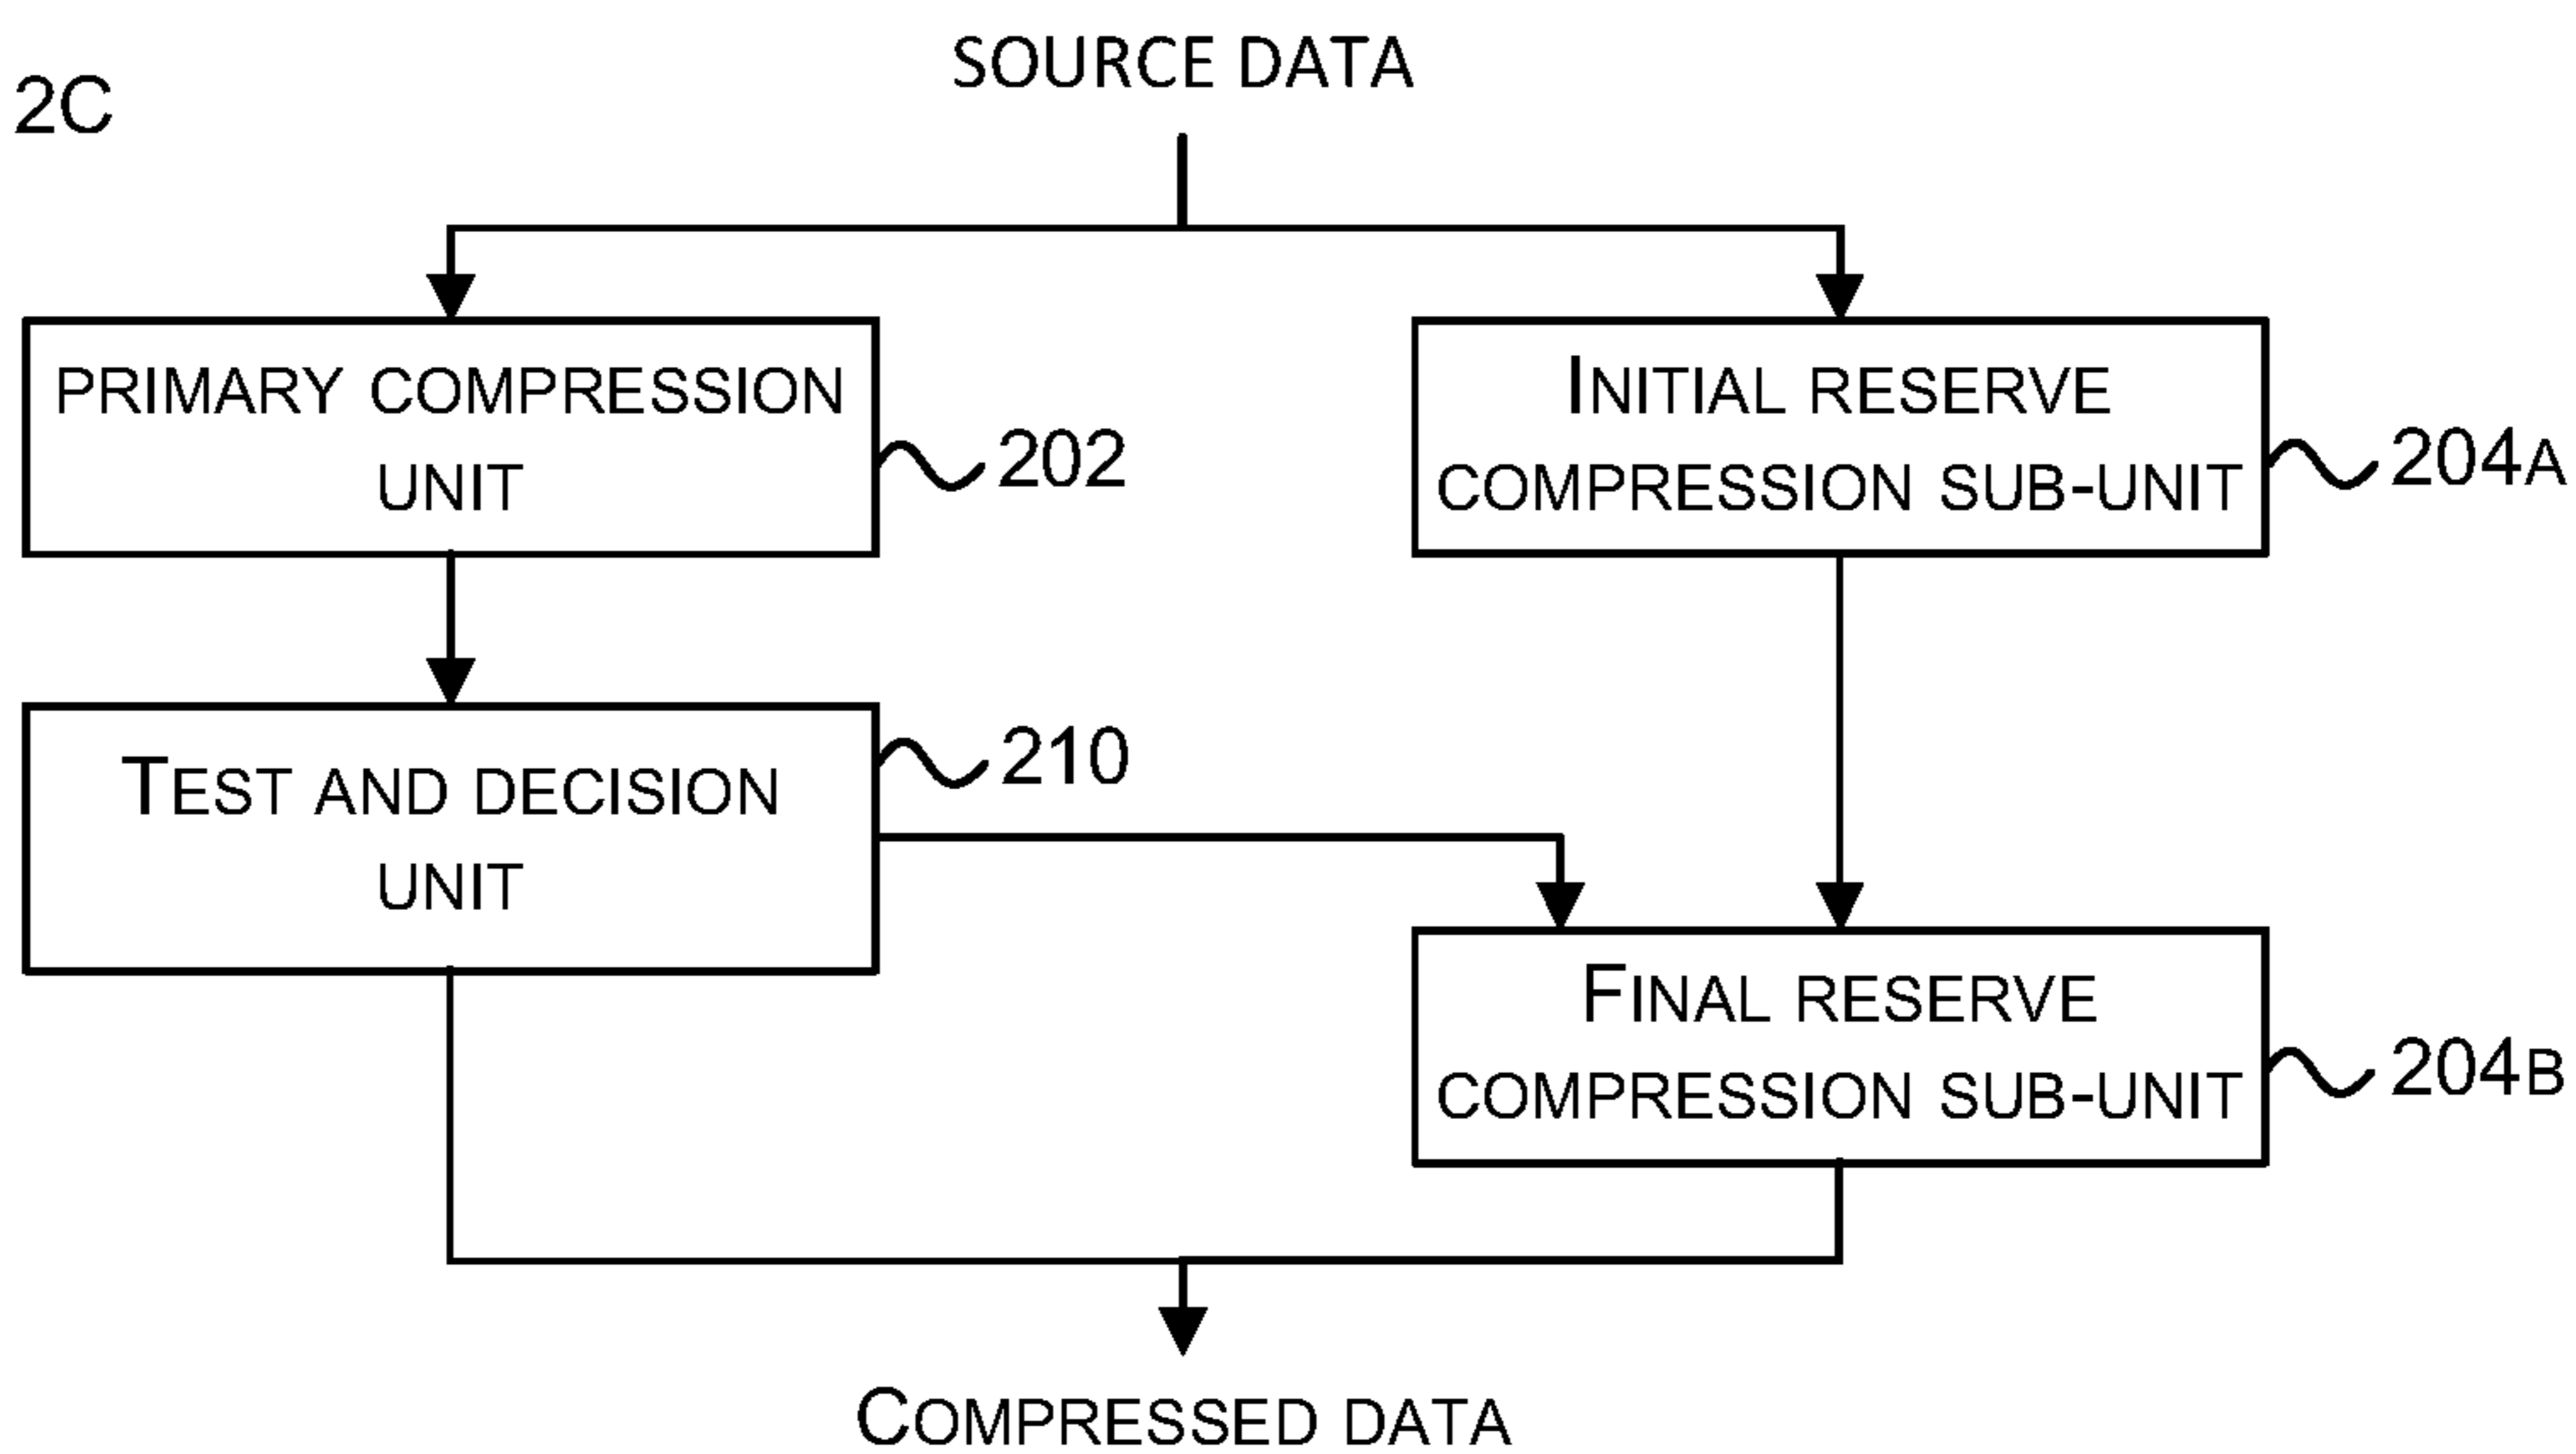 SOURCE DATA
2C
PRIMARY COMPRESSION
UNIT
202
INITIAL RESERVE
COMPRESSION SUB-UNIT
204A
TEST AND DECISION
UNIT
210
FINAL RESERVE
COMPRESSION SUB-UNIT
204B
COMPRESSED DATA